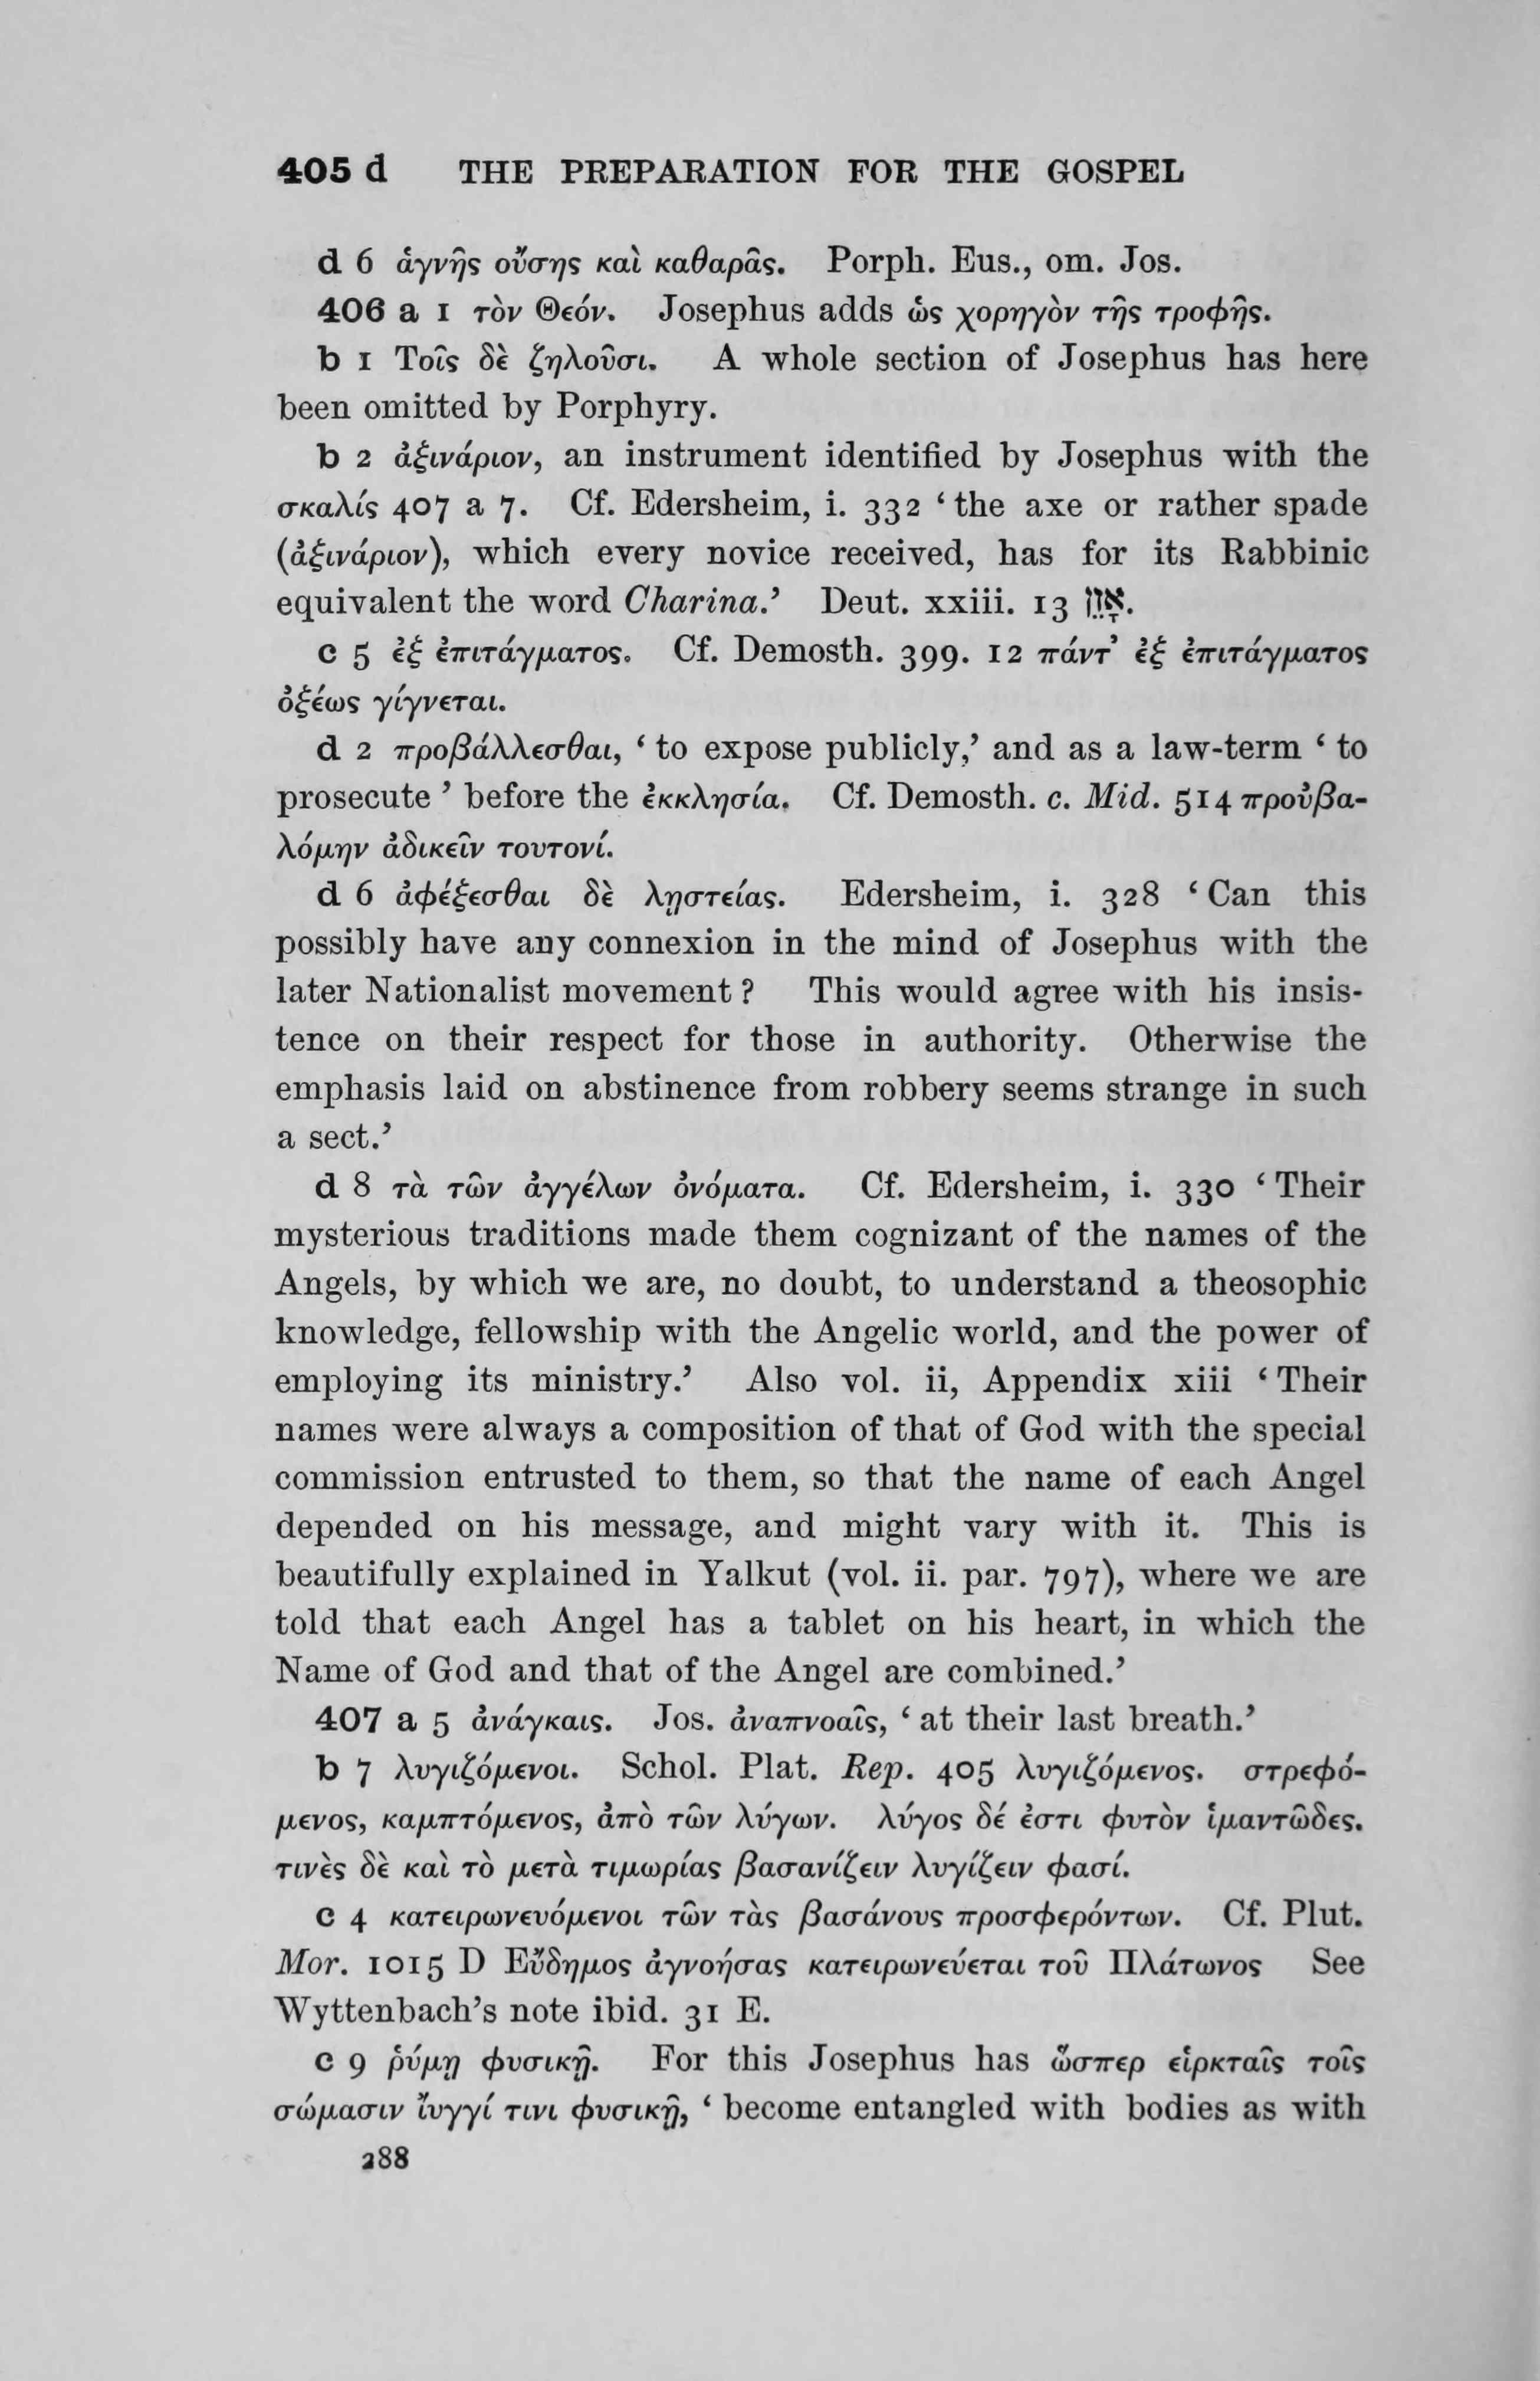 405 d THE PREPARATION FOR THE GOSPEL
d 6 ἁγνῆς οὔσης καὶ καθαρᾶς. Porph. Eus., om. Jos.
406 a 1 τὸν Θεόν. Josephus adds ὡς χορηγὸν τῆς τροφῆς.
b 1 Τοῖς δὲ ζηλοῦσι. A whole section of Josephus has here
been omitted by Porphyry.
b 2 ἀξινάριον, an instrument identified by Josephus with the
σκαλίς 407 a 7. Cf. Edersheim, i. 332 ‘the axe or rather spade
(ἀξινάριον), which every novice received, has for its Rabbinic
equivalent the word Charina.’ Deut. xxiii. 13 אָזֵן.
c 5 ἐξ ἐπιτάγματος. Cf. Demosth. 399. 12 πάντ’ ἐξ ἐπιτάγματος
ὀξέως γίγνεται.
d 2 προβάλλεσθαι, ‘to expose publicly,’ and as a law-term ‘to
prosecute’ before the ἐκκλησία. Cf. Demosth. c. Mid. 514 προὐβα-
λόμην ἀδικεῖν τουτονί.
d 6 ἀφέξεσθαι δὲ λῃστείας. Edersheim, i. 328 ‘Can this
possibly have any connexion in the mind of Josephus with the
later Nationalist movement? This would agree with his insis-
tence on their respect for those in authority. Otherwise the
emphasis laid on abstinence from robbery seems strange in such
a sect.’
d 8 τὰ τῶν ἀγγέλων ὀνόματα. Cf. Edersheim, i. 330 ‘Their
mysterious traditions made them cognizant of the names of the
Angels, by which we are, no doubt, to understand a theosophic
knowledge, fellowship with the Angelic world, and the power of
employing its ministry.’ Also vol. ii, Appendix xiii ‘Their
names were always a composition of that of God with the special
commission entrusted to them, so that the name of each Angel
depended on his message, and might vary with it. This is
beautifully explained in Yalkut (vol. ii. par. 797), where we are
told that each Angel has a tablet on his heart, in which the
Name of God and that of the Angel are combined.’
407 a 5 ἀνάγκαις. Jos. ἀναπνοαῖς, ‘at their last breath.’
b 7 λυγιζόμενοι. Schol. Plat. Rep. 405 λυγιζόμενος. στρεφό-
μενος, καμπτόμενος, ἀπὸ τῶν λύγων. λύγος δέ ἐστι φυτὸν ἱμαντῶδες.
τινὲς δὲ καὶ τὸ μετὰ τιμωρίας βασανίζειν λυγίζειν φασί.
c 4 κατειρωνευόμενοι τῶν τὰς βασάνους προσφερόντων. Cf. Plut.
Mor. 1015 D Εὔδημος ἀγνοήσας κατειρωνεύεται τοῦ Πλάτωνος See
Wyttenbach’s note ibid. 31 E.
c 9 ῥύμῃ φυσικῇ. For this Josephus has ὥσπερ εἱρκταῖς τοῖς
σώμασιν ἴυγγί τινι φυσικῇ, ‘become entangled with bodies as with
288